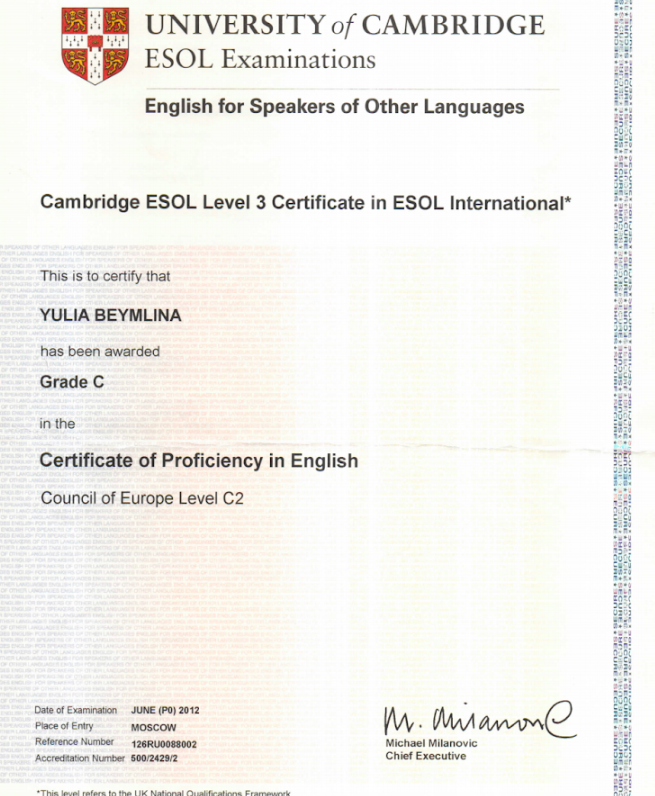 UNIVERSITY of CAMBRIDGE
ESOL Examinations
English for Speakers of Other Languages
Cambridge ESOL Level 3 Certificate in ESOL International*
This is to certify that
YULIA BEYMLINA
has been awarded
Grade C
in the
Certificate of Proficiency in English
Council of Europe Level C2
Date of Examination JUNE (P0) 2012
Place of Entry MOSCOW
Reference Number 126RU0088002
Accreditation Number 500/2429/2
M. Milanovic
Michael Milanovic
Chief Executive
*This level refers to the UK National Qualifications Framework